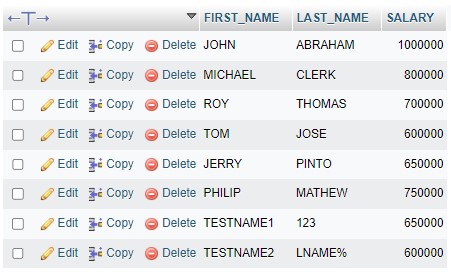 FIRST_NAME LAST_NAME SALARY
Edit Copy Delete JOHN ABRAHAM 1000000
Edit Copy Delete MICHAEL CLERK 800000
Edit Copy Delete ROY THOMAS 700000
Edit Copy Delete TOM JOSE 600000
Edit Copy Delete JERRY PINTO 650000
Edit Copy Delete PHILIP MATHEW 750000
Edit Copy Delete TESTNAME1 123 650000
Edit Copy Delete TESTNAME2 LNAME% 600000